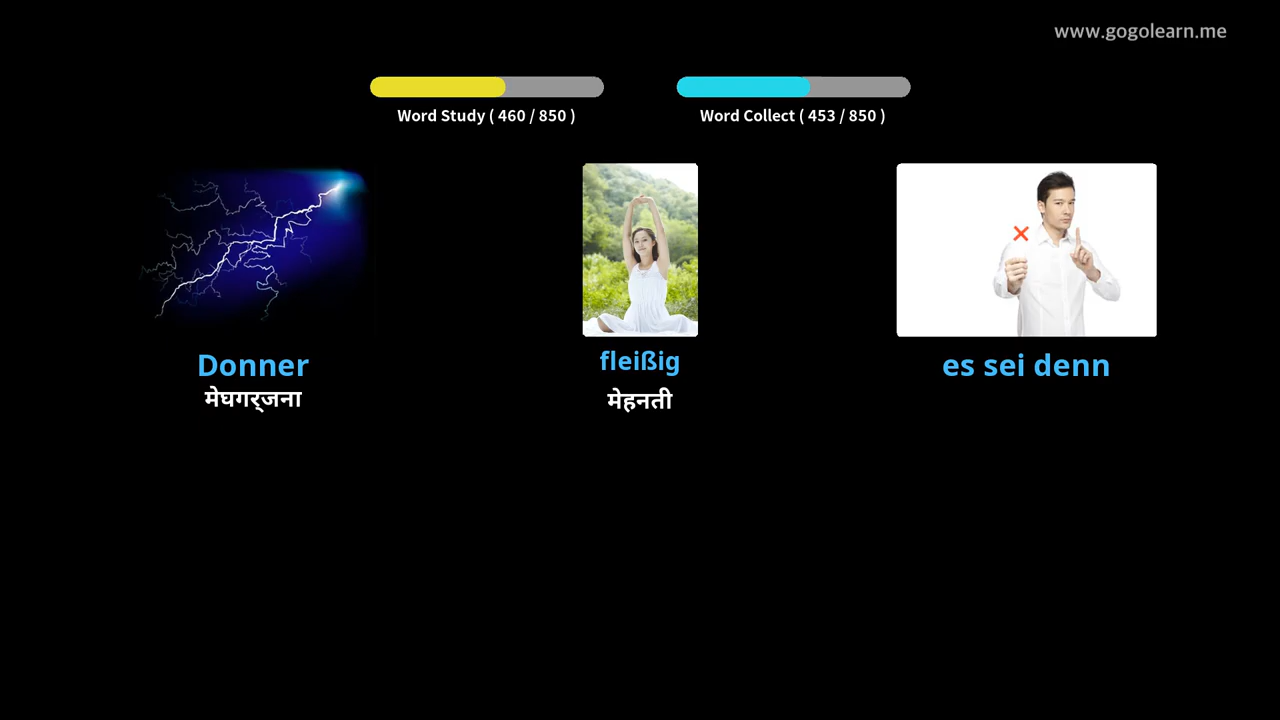 www.gogolearn.me
Word Study ( 460 / 850 )
Word Collect ( 453 / 850 )
Donner
मेघगर्जना
fleißig
मेहनती
es sei denn